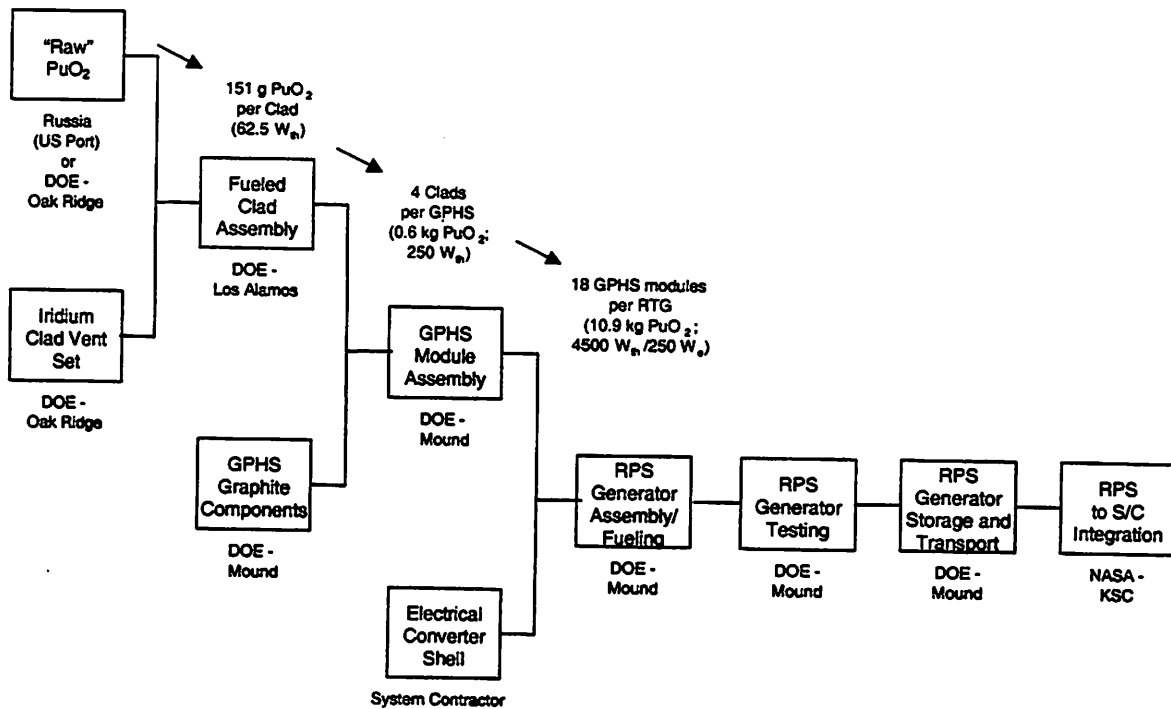 "Raw"
PuO₂
Russia
(US Port)
or
DOE -
Oak Ridge
151 g PuO₂
per Clad
(62.5 Wth)
Fueled
Clad
Assembly
DOE -
Los Alamos
Iridium
Clad Vent
Set
DOE -
Oak Ridge
4 Clads
per GPHS
(0.6 kg PuO₂;
250 Wth)
GPHS
Module
Assembly
DOE -
Mound
GPHS
Graphite
Components
DOE -
Mound
18 GPHS modules
per RTG
(10.9 kg PuO₂;
4500 Wth/250 We)
RPS
Generator
Assembly/
Fueling
DOE -
Mound
Electrical
Converter
Shell
System Contractor
RPS
Generator
Testing
DOE -
Mound
RPS
Generator
Storage and
Transport
DOE -
Mound
RPS
to S/C
Integration
NASA -
KSC